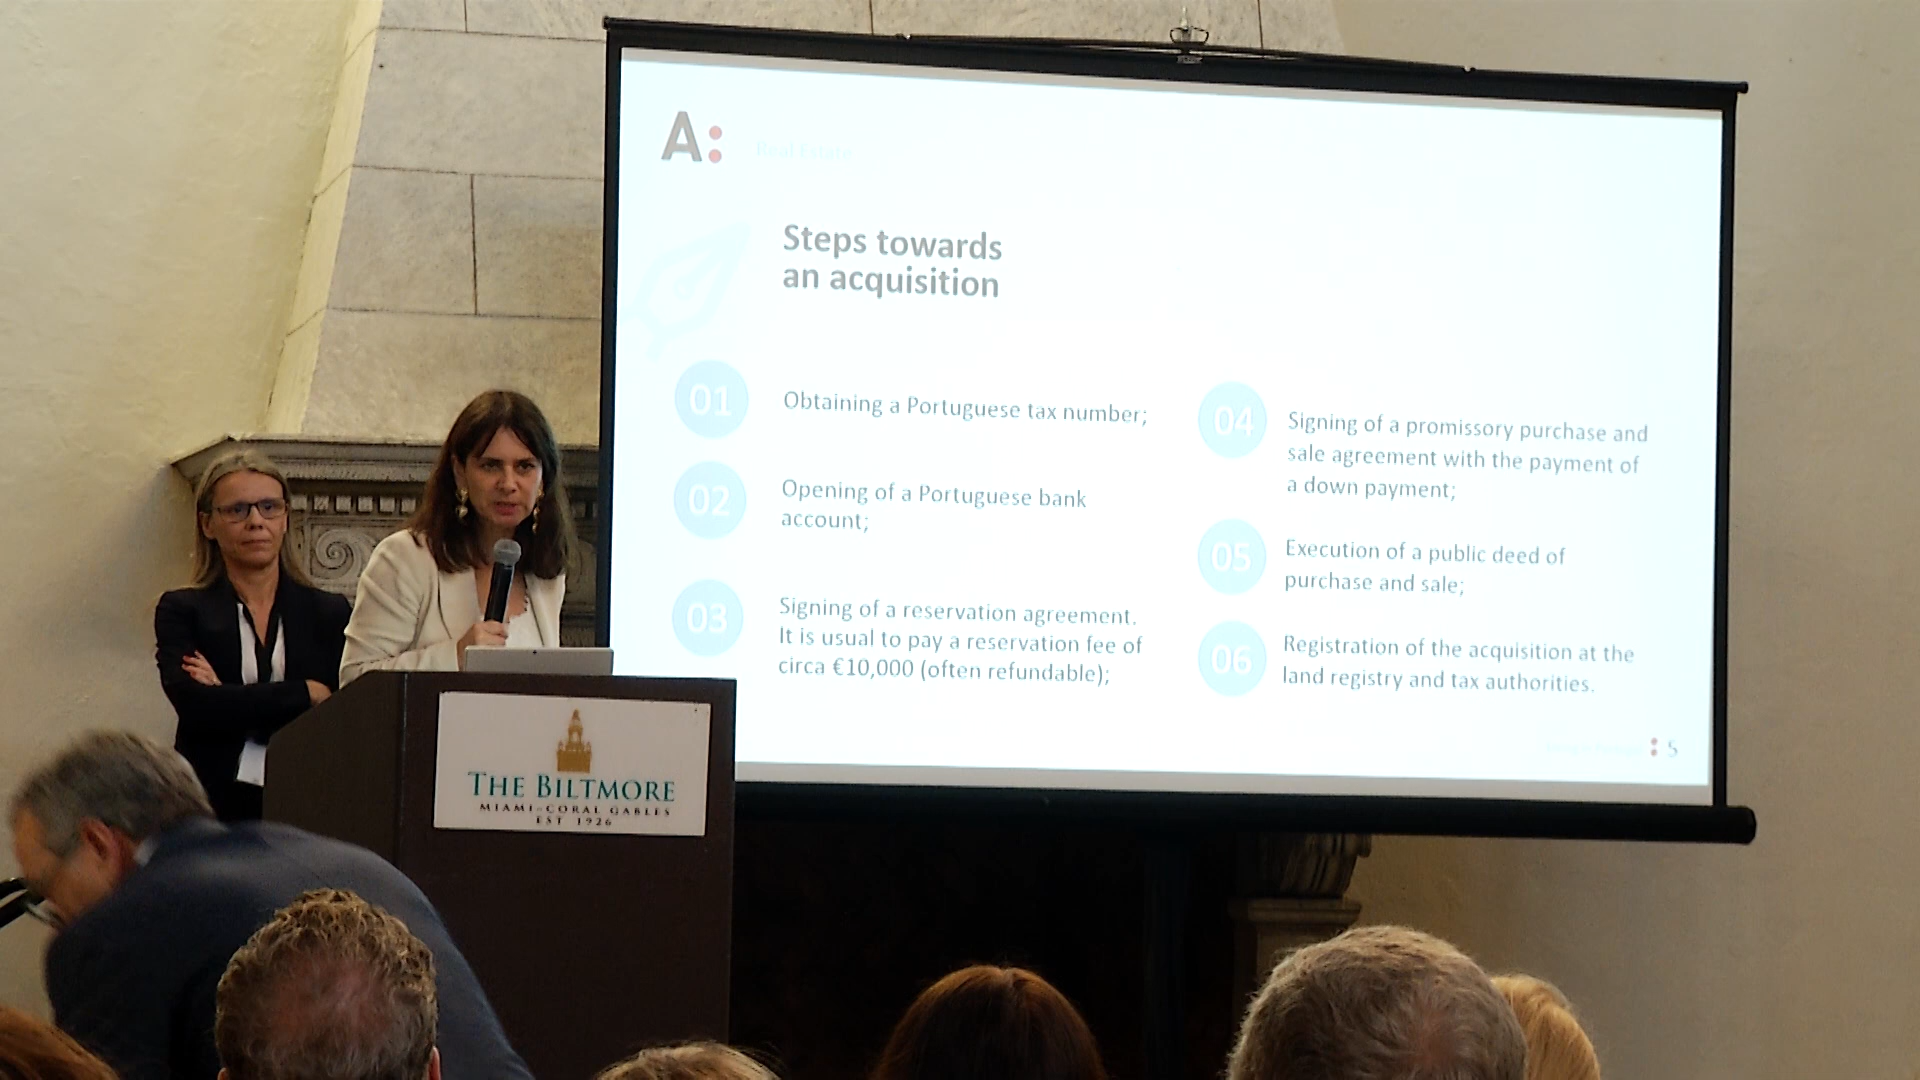 A:
Real Estate
Steps towards
an acquisition
01
Obtaining a Portuguese tax number;
02
Opening of a Portuguese bank
account;
03
Signing of a reservation agreement.
It is usual to pay a reservation fee of
circa €10,000 (often refundable);
04
Signing of a promissory purchase and
sale agreement with the payment of
a down payment;
05
Execution of a public deed of
purchase and sale;
06
Registration of the acquisition at the
land registry and tax authorities.
5
THE BILTMORE
MIAMI-CORAL GABLES
EST 1926